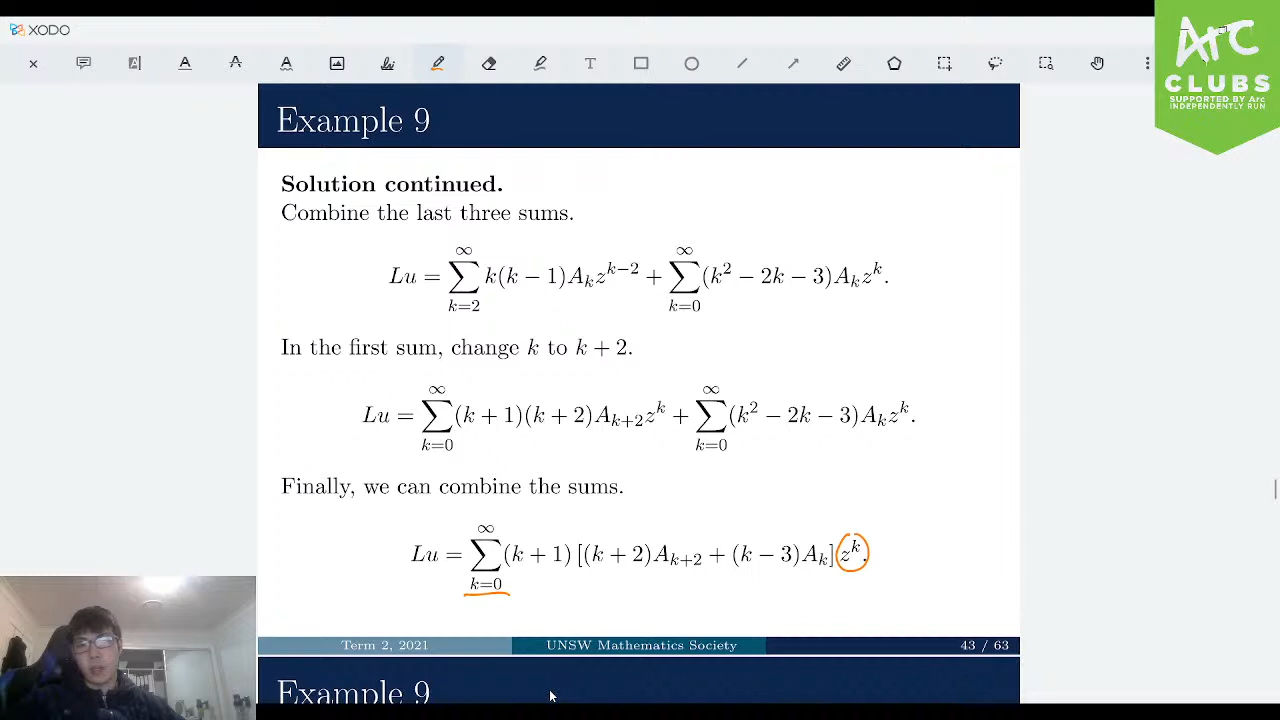 XODO
Arc
CLUBS
SUPPORTED BY Arc
INDEPENDENTLY RUN
Example 9
Solution continued.
Combine the last three sums.
Lu = ∑_{k=2}^{∞} k(k − 1)A_k z^{k−2} + ∑_{k=0}^{∞} (k² − 2k − 3)A_k z^k.
In the first sum, change k to k + 2.
Lu = ∑_{k=0}^{∞} (k + 1)(k + 2)A_{k+2} z^k + ∑_{k=0}^{∞} (k² − 2k − 3)A_k z^k.
Finally, we can combine the sums.
Lu = ∑_{k=0}^{∞} (k + 1) [(k + 2)A_{k+2} + (k − 3)A_k] z^k.
Term 2, 2021 UNSW Mathematics Society 43 / 63
Example 9